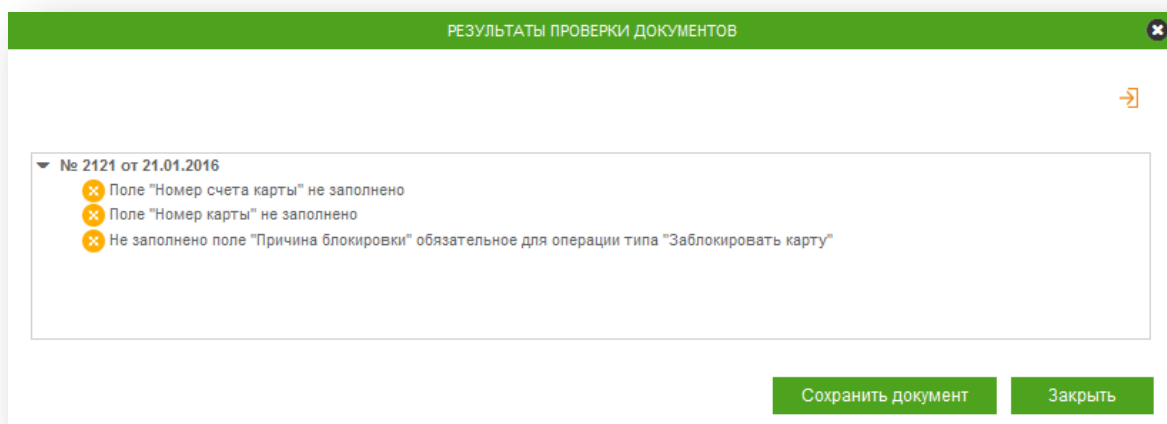 РЕЗУЛЬТАТЫ ПРОВЕРКИ ДОКУМЕНТОВ
№ 2121 от 21.01.2016
Поле "Номер счета карты" не заполнено
Поле "Номер карты" не заполнено
Не заполнено поле "Причина блокировки" обязательное для операции типа "Заблокировать карту"
Сохранить документ Закрыть